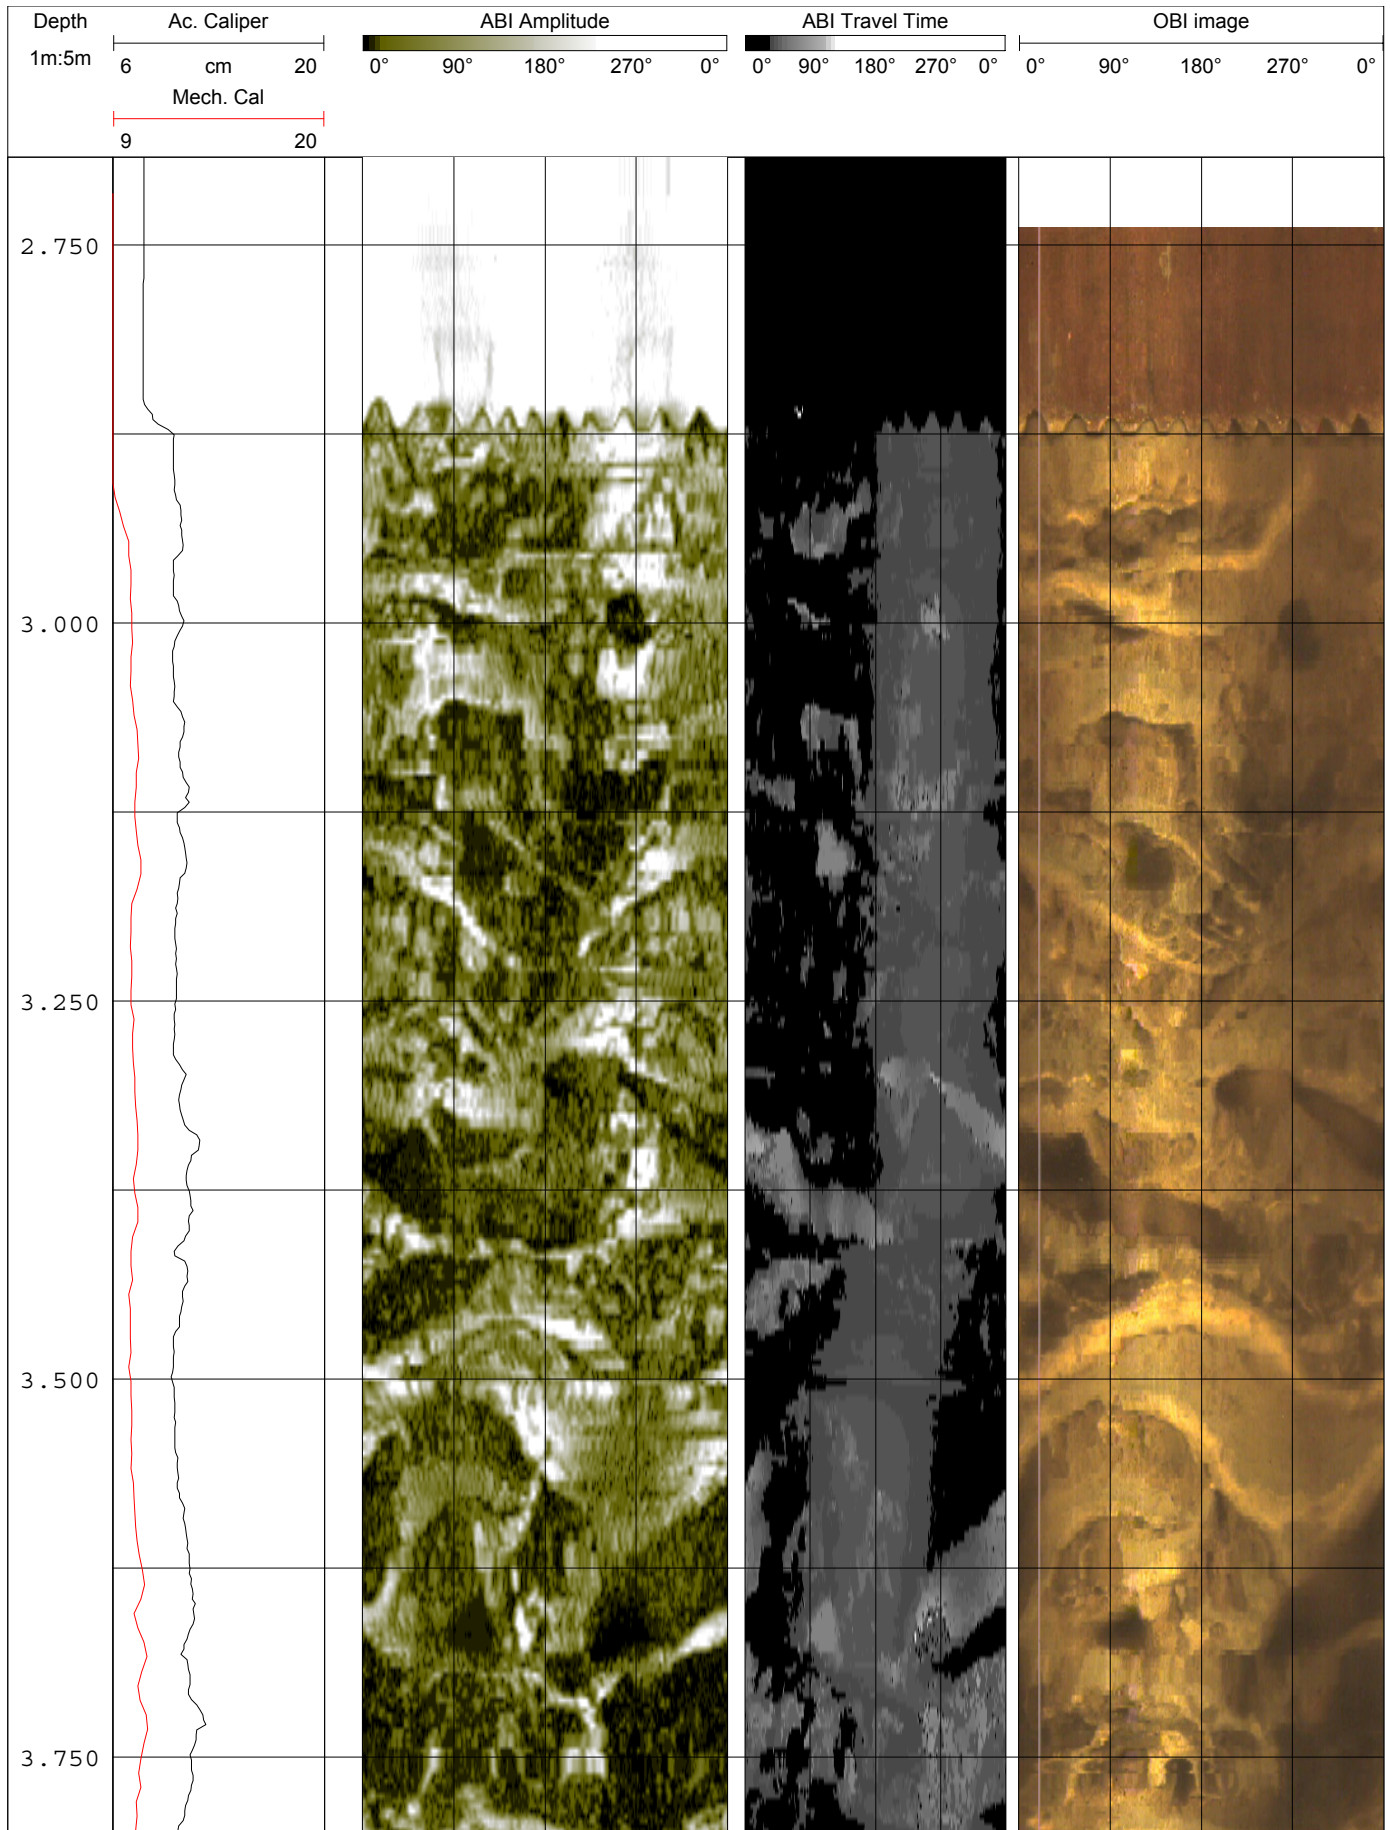 Depth Ac. Caliper ABI Amplitude ABI Travel Time OBI image
1m:5m 6 cm 20 0° 90° 180° 270° 0° 0° 90° 180° 270° 0° 0° 90° 180° 270° 0°
Mech. Cal
9 20
2.750
3.000
3.250
3.500
3.750